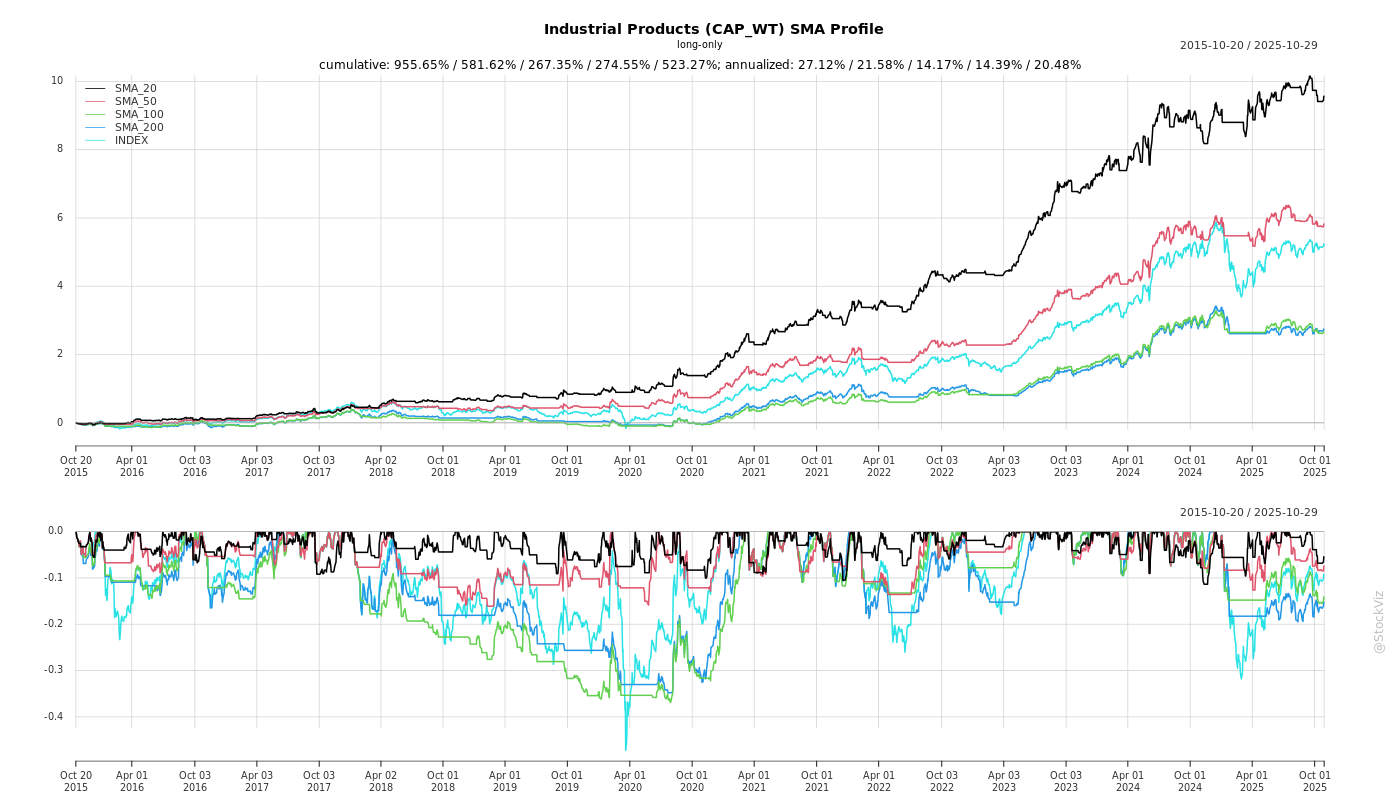 Industrial Products (CAP_WT) SMA Profile
long-only
2015-10-20 / 2025-10-29
cumulative: 955.65% / 581.62% / 267.35% / 274.55% / 523.27%; annualized: 27.12% / 21.58% / 14.17% / 14.39% / 20.48%
10
8
6
4
2
0
SMA_20
SMA_50
SMA_100
SMA_200
INDEX
Oct 20 Apr 01 Oct 03 Apr 03 Oct 03 Apr 02 Oct 01 Apr 01 Oct 01 Apr 01 Oct 01 Apr 01 Oct 01 Apr 01 Oct 03 Apr 03 Oct 03 Apr 01 Oct 01 Apr 01 Oct 01
2015 2016 2016 2017 2017 2018 2018 2019 2019 2020 2020 2021 2021 2022 2022 2023 2023 2024 2024 2025 2025
2015-10-20 / 2025-10-29
0.0
-0.1
-0.2
-0.3
-0.4
Oct 20 Apr 01 Oct 03 Apr 03 Oct 03 Apr 02 Oct 01 Apr 01 Oct 01 Apr 01 Oct 01 Apr 01 Oct 01 Apr 01 Oct 03 Apr 03 Oct 03 Apr 01 Oct 01 Apr 01 Oct 01
2015 2016 2016 2017 2017 2018 2018 2019 2019 2020 2020 2021 2021 2022 2022 2023 2023 2024 2024 2025 2025
@StockViz